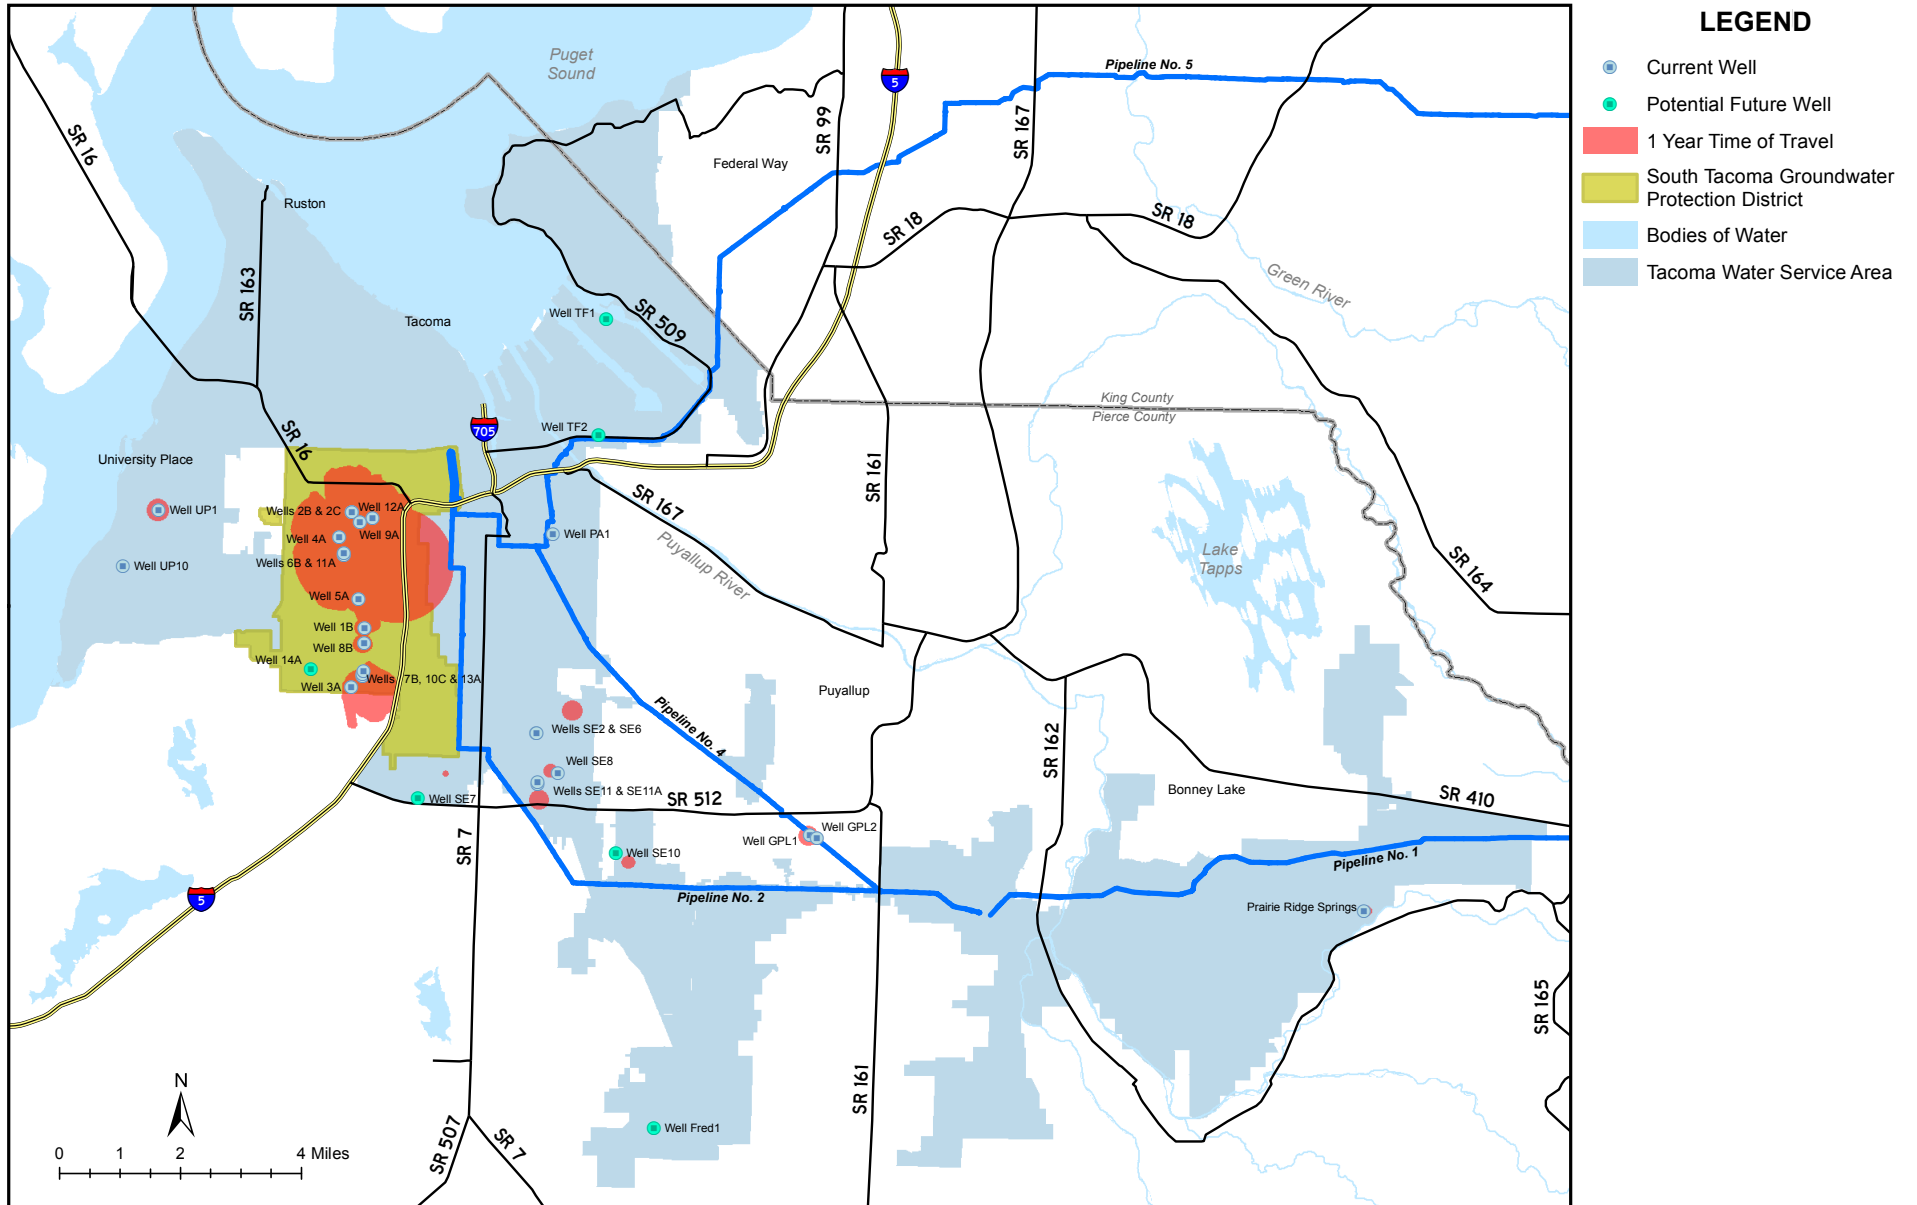 LEGEND
Current Well
Potential Future Well
1 Year Time of Travel
South Tacoma Groundwater
Protection District
Bodies of Water
Tacoma Water Service Area
Puget
Sound
Pipeline No. 5
5
SR 99
SR 167
SR 16
Federal Way
Ruston
SR 18
SR 18
SR 163
Green River
Well TF1
SR 509
Tacoma
King County
Pierce County
705
Well TF2
SR 16
University Place
SR 161
SR 167
Well UP1
Wells 2B & 2C
Well 12A
Well 9A
Well 4A
Well PA1
Puyallup River
Lake
Tapps
Wells 6B & 11A
Well UP10
SR 164
Well 5A
Well 1B
Well 8B
Well 14A
Wells 7B, 10C & 13A
Well 3A
Puyallup
Pipeline No. 4
Wells SE2 & SE6
SR 162
Well SE8
Wells SE11 & SE11A
Well SE7
SR 512
Bonney Lake
SR 410
SR 7
Well GPL2
Well GPL1
Well SE10
Pipeline No. 1
5
Pipeline No. 2
Prairie Ridge Springs
SR 165
N
SR 161
Well Fred1
SR 507
SR 7
0 1 2 4 Miles